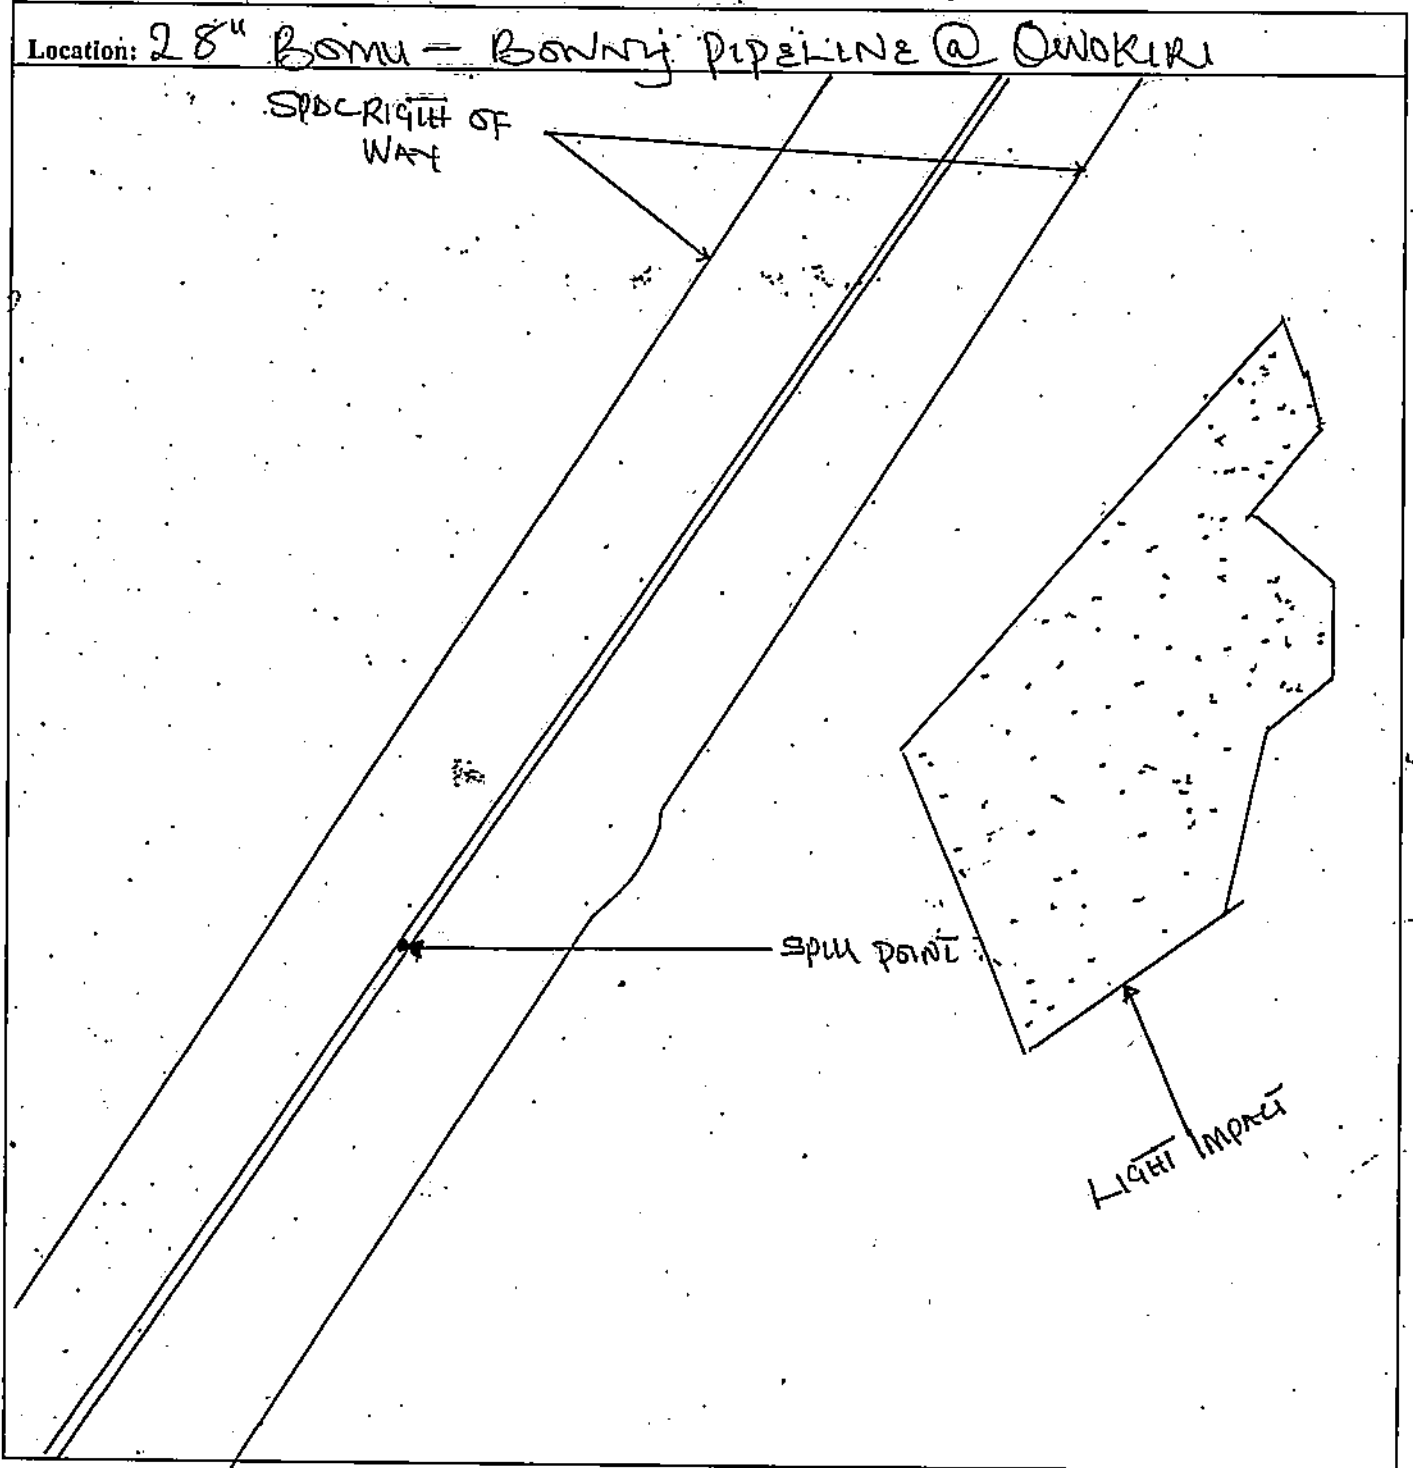 Location: 28" BOMU - BONNY PIPELINE @ OWOKIRI
SPDC RIGHT OF
WAY
SPILL POINT
LIGHT IMPACT